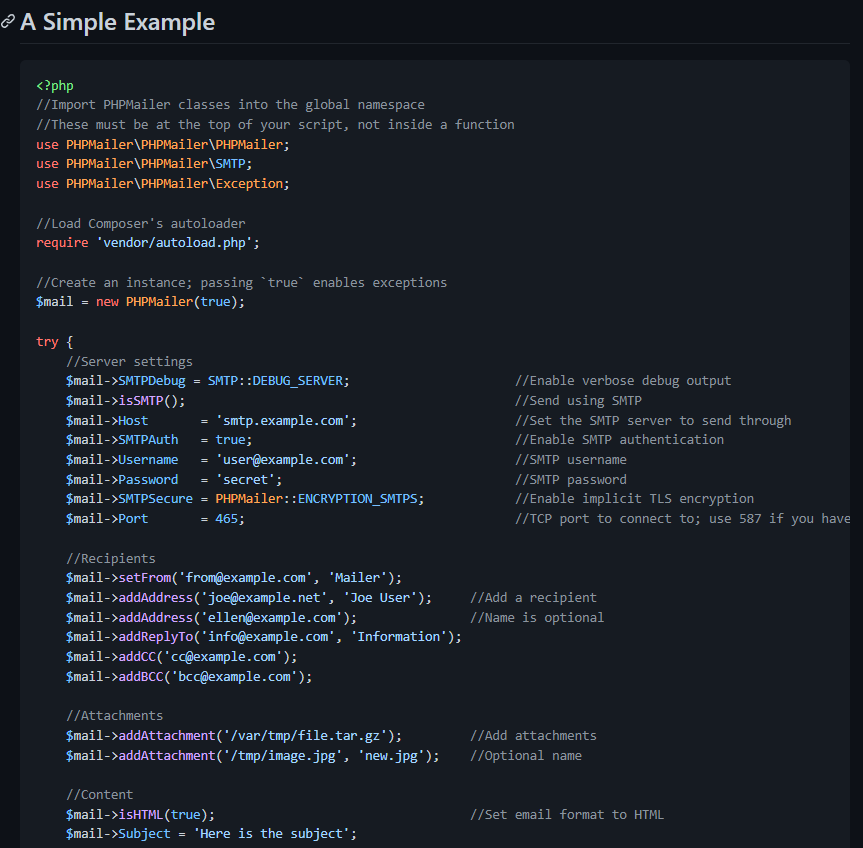 A Simple Example
<?php
//Import PHPMailer classes into the global namespace
//These must be at the top of your script, not inside a function
use PHPMailer\PHPMailer\PHPMailer;
use PHPMailer\PHPMailer\SMTP;
use PHPMailer\PHPMailer\Exception;
//Load Composer's autoloader
require 'vendor/autoload.php';
//Create an instance; passing `true` enables exceptions
$mail = new PHPMailer(true);
try {
    //Server settings
    $mail->SMTPDebug = SMTP::DEBUG_SERVER;                      //Enable verbose debug output
    $mail->isSMTP();                                            //Send using SMTP
    $mail->Host       = 'smtp.example.com';                     //Set the SMTP server to send through
    $mail->SMTPAuth   = true;                                   //Enable SMTP authentication
    $mail->Username   = 'user@example.com';                     //SMTP username
    $mail->Password   = 'secret';                               //SMTP password
    $mail->SMTPSecure = PHPMailer::ENCRYPTION_SMTPS;            //Enable implicit TLS encryption
    $mail->Port       = 465;                                    //TCP port to connect to; use 587 if you have
    //Recipients
    $mail->setFrom('from@example.com', 'Mailer');
    $mail->addAddress('joe@example.net', 'Joe User');     //Add a recipient
    $mail->addAddress('ellen@example.com');               //Name is optional
    $mail->addReplyTo('info@example.com', 'Information');
    $mail->addCC('cc@example.com');
    $mail->addBCC('bcc@example.com');
    //Attachments
    $mail->addAttachment('/var/tmp/file.tar.gz');         //Add attachments
    $mail->addAttachment('/tmp/image.jpg', 'new.jpg');    //Optional name
    //Content
    $mail->isHTML(true);                                  //Set email format to HTML
    $mail->Subject = 'Here is the subject';